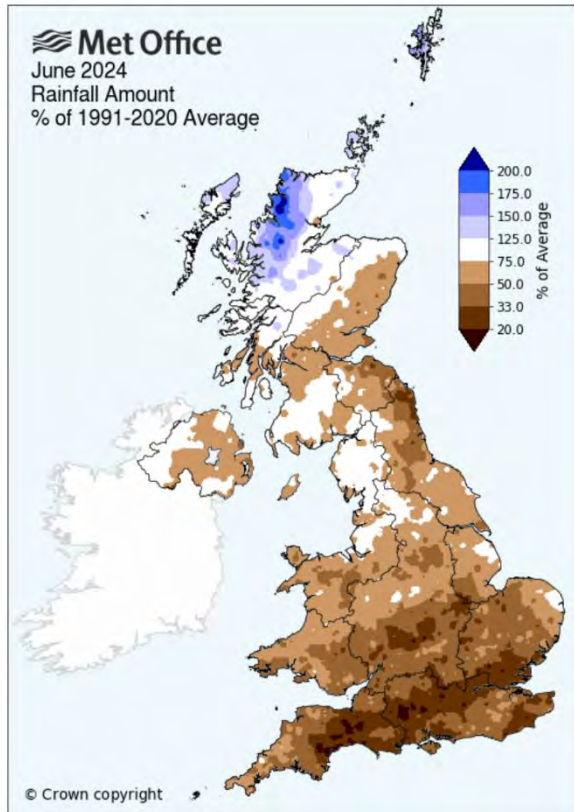 Met Office
June 2024
Rainfall Amount
% of 1991-2020 Average
200.0
175.0
150.0
125.0
75.0
50.0
33.0
20.0
% of Average
© Crown copyright